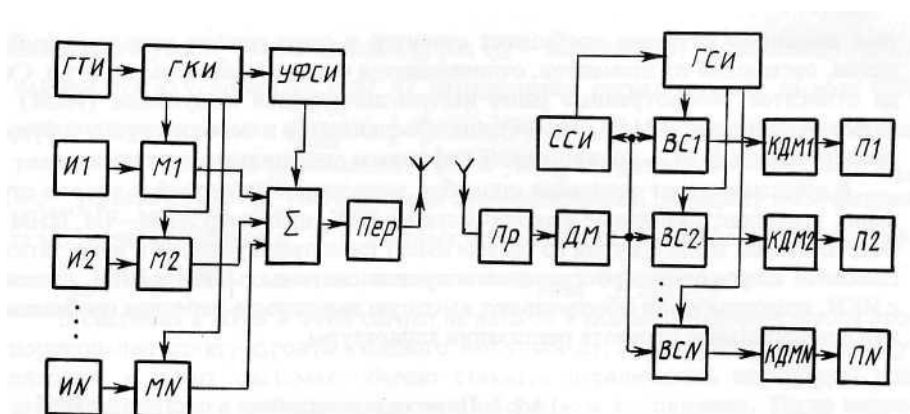 ГТИ ГКИ УФСИ ГСИ
И1 М1 ССИ ВС1 КДМ1 П1
И2 М2 Σ Пер Пр ДМ ВС2 КДМ2 П2
ИN МN ВСN КДМN ПN